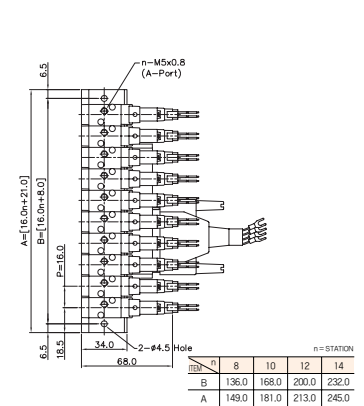 n-M5x0.8
(A-Port)
6.5
A=[16.0n+21.0]
B=[16.0n+8.0]
P=16.0
6.5
18.5
34.0
68.0
2-ø4.5 Hole
n=STATION
ITEM n 8 10 12 14
B 136.0 168.0 200.0 232.0
A 149.0 181.0 213.0 245.0